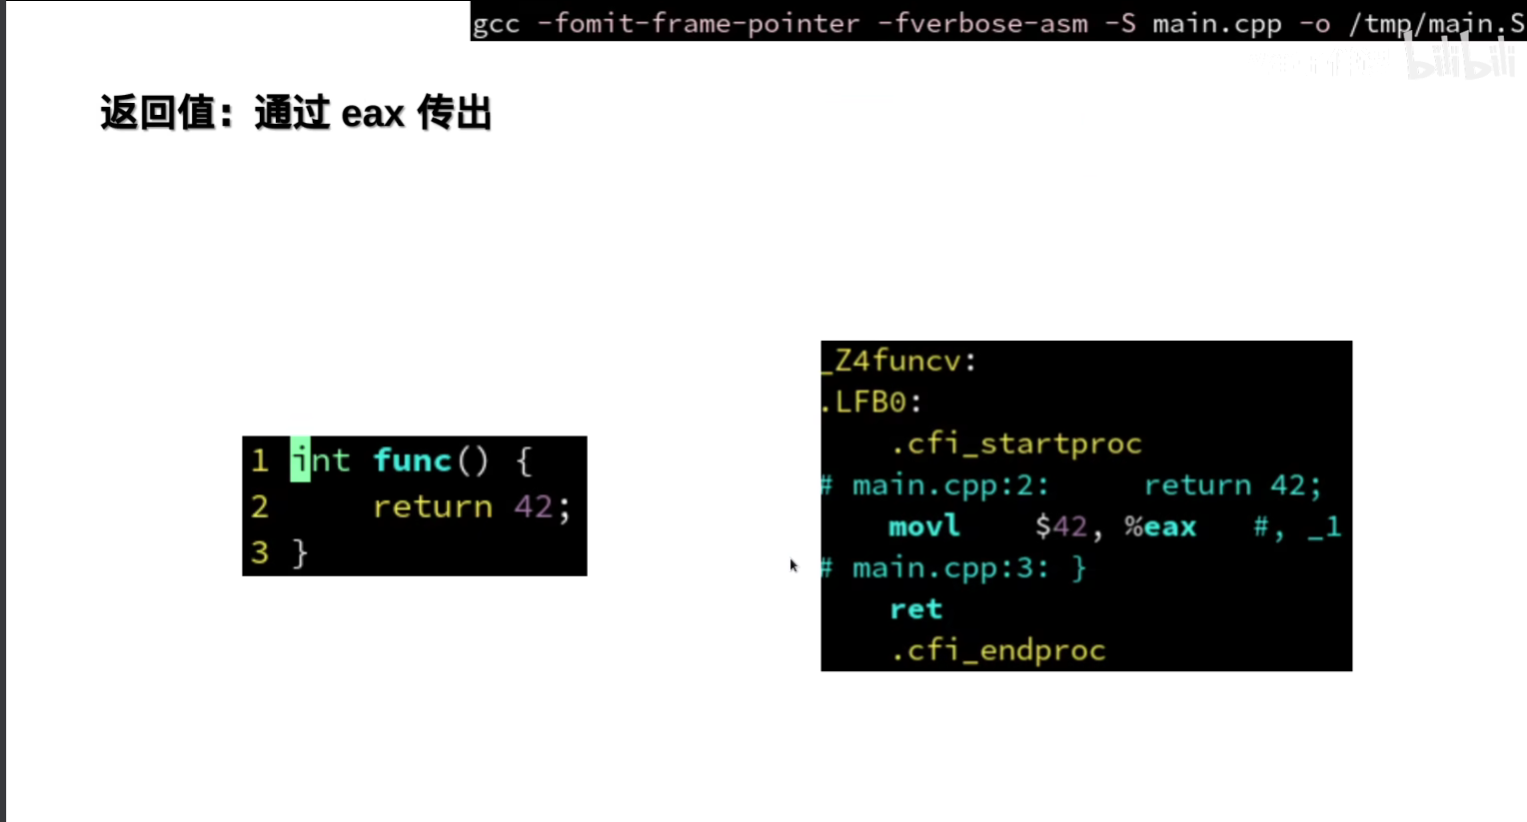 gcc -fomit-frame-pointer -fverbose-asm -S main.cpp -o /tmp/main.S
bilibili
返回值：通过 eax 传出
1 int func() {
2     return 42;
3 }
_Z4funcv:
.LFB0:
    .cfi_startproc
# main.cpp:2:     return 42;
    movl    $42, %eax   #, _1
# main.cpp:3: }
    ret
    .cfi_endproc